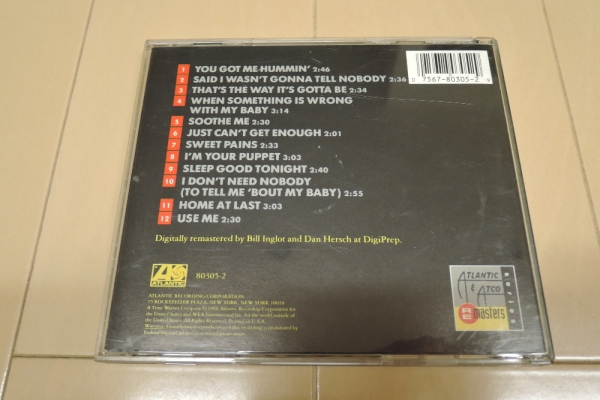 1 YOU GOT ME HUMMIN' 2:46
2 SAID I WASN'T GONNA TELL NOBODY 2:36
3 THAT'S THE WAY IT'S GOTTA BE 2:34
4 WHEN SOMETHING IS WRONG
WITH MY BABY 3:14
5 SOOTHE ME 2:30
6 JUST CAN'T GET ENOUGH 2:01
7 SWEET PAINS 2:33
8 I'M YOUR PUPPET 3:03
9 SLEEP GOOD TONIGHT 2:40
10 I DON'T NEED NOBODY
(TO TELL ME 'BOUT MY BABY) 2:55
11 HOME AT LAST 3:03
12 USE ME 2:30
0 7567-80305-2
Digitally remastered by Bill Inglot and Dan Hersch at DigiPrep.
ATLANTIC
80305-2
ATLANTIC RECORDING CORPORATION
75 ROCKEFELLER PLAZA, NEW YORK, NEW YORK 10019
ATLANTIC
& ATCO
masters